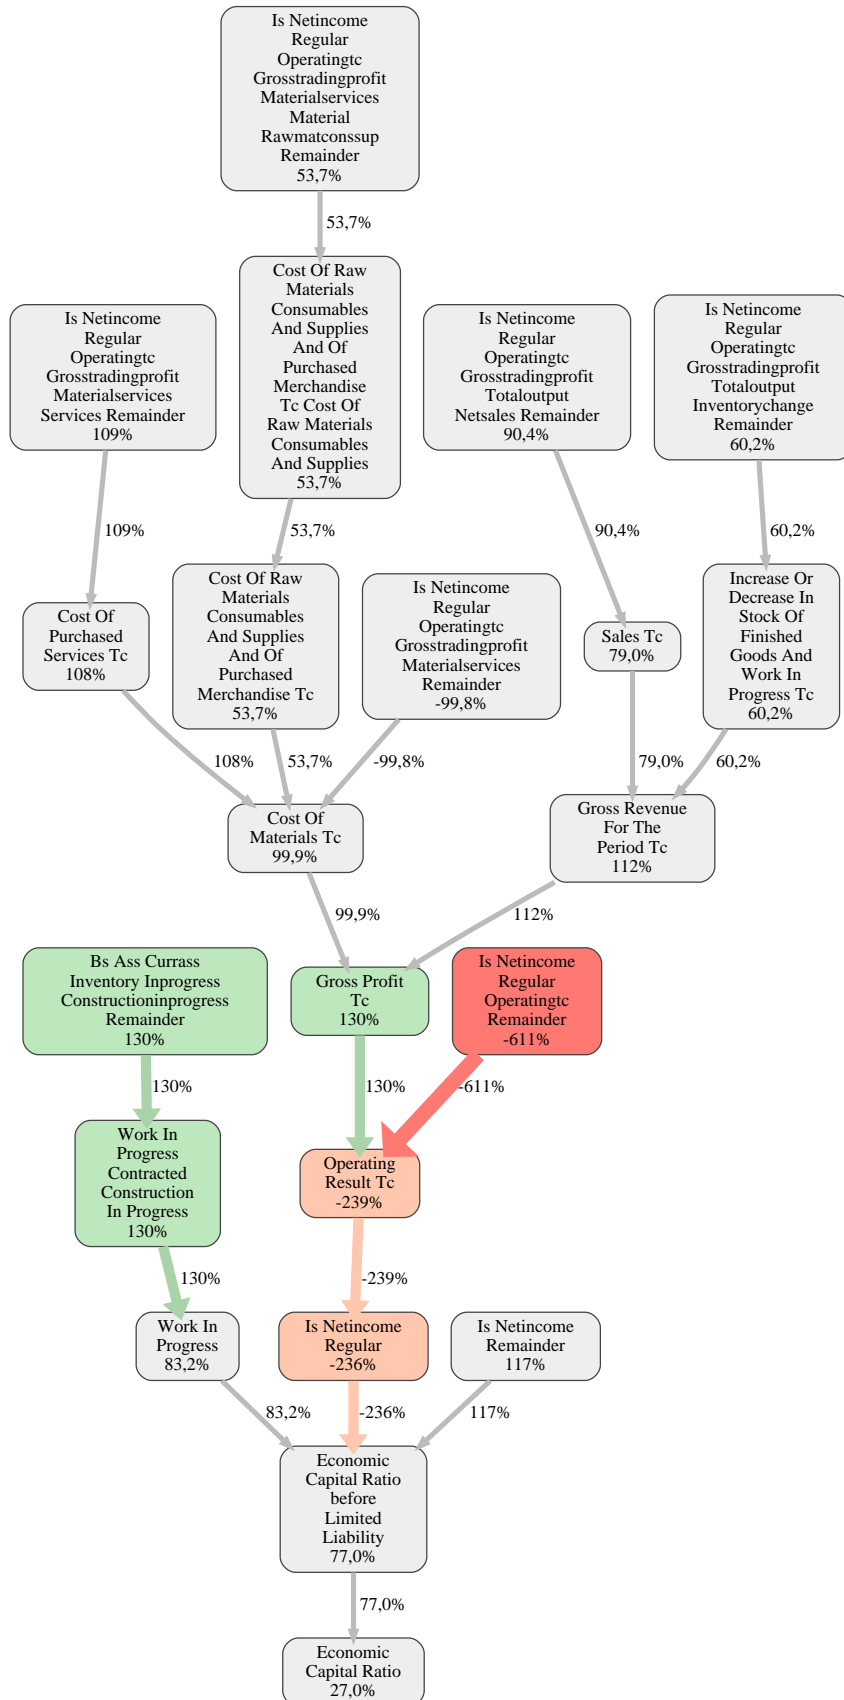 Is Netincome
Regular
Operatingtc
Grosstradingprofit
Materialservices
Material
Rawmatconssup
Remainder
53,7%
53,7%
Cost Of Raw
Materials
Consumables
And Supplies
And Of
Purchased
Merchandise
Tc Cost Of
Raw Materials
Consumables
And Supplies
53,7%
Is Netincome
Regular
Operatingtc
Grosstradingprofit
Materialservices
Services Remainder
109%
Is Netincome
Regular
Operatingtc
Grosstradingprofit
Totaloutput
Netsales Remainder
90,4%
Is Netincome
Regular
Operatingtc
Grosstradingprofit
Totaloutput
Inventorychange
Remainder
60,2%
109%
53,7%
90,4%
60,2%
Cost Of
Purchased
Services Tc
108%
Cost Of Raw
Materials
Consumables
And Supplies
And Of
Purchased
Merchandise Tc
53,7%
Is Netincome
Regular
Operatingtc
Grosstradingprofit
Materialservices
Remainder
-99,8%
Sales Tc
79,0%
Increase Or
Decrease In
Stock Of
Finished
Goods And
Work In
Progress Tc
60,2%
108%
53,7%
-99,8%
79,0%
60,2%
Cost Of
Materials Tc
99,9%
Gross Revenue
For The
Period Tc
112%
99,9%
112%
Bs Ass Currass
Inventory Inprogress
Constructioninprogress
Remainder
130%
Gross Profit
Tc
130%
Is Netincome
Regular
Operatingtc
Remainder
-611%
130%
130%
-611%
Work In
Progress
Contracted
Construction
In Progress
130%
Operating
Result Tc
-239%
130%
-239%
Work In
Progress
83,2%
Is Netincome
Regular
-236%
Is Netincome
Remainder
117%
83,2%
-236%
117%
Economic
Capital Ratio
before
Limited
Liability
77,0%
77,0%
Economic
Capital Ratio
27,0%